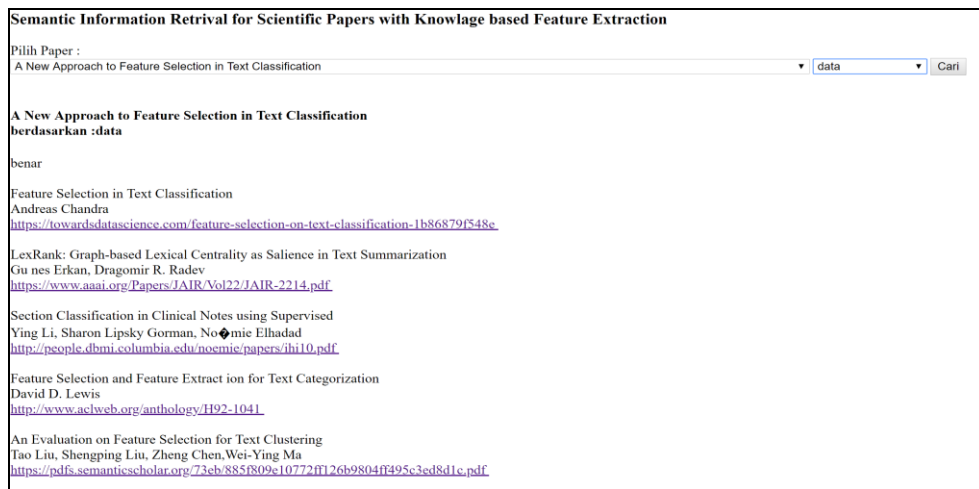 Semantic Information Retrival for Scientific Papers with Knowlage based Feature Extraction
Pilih Paper :
A New Approach to Feature Selection in Text Classification data Cari
A New Approach to Feature Selection in Text Classification
berdasarkan :data
benar
Feature Selection in Text Classification
Andreas Chandra
https://towardsdatascience.com/feature-selection-on-text-classification-1b86879f548e
LexRank: Graph-based Lexical Centrality as Salience in Text Summarization
Gu nes Erkan, Dragomir R. Radev
https://www.aaai.org/Papers/JAIR/Vol22/JAIR-2214.pdf
Section Classification in Clinical Notes using Supervised
Ying Li, Sharon Lipsky Gorman, No�mie Elhadad
http://people.dbmi.columbia.edu/noemie/papers/ihi10.pdf
Feature Selection and Feature Extract ion for Text Categorization
David D. Lewis
http://www.aclweb.org/anthology/H92-1041
An Evaluation on Feature Selection for Text Clustering
Tao Liu, Shengping Liu, Zheng Chen,Wei-Ying Ma
https://pdfs.semanticscholar.org/73eb/885f809e10772ff126b9804ff495c3ed8d1c.pdf